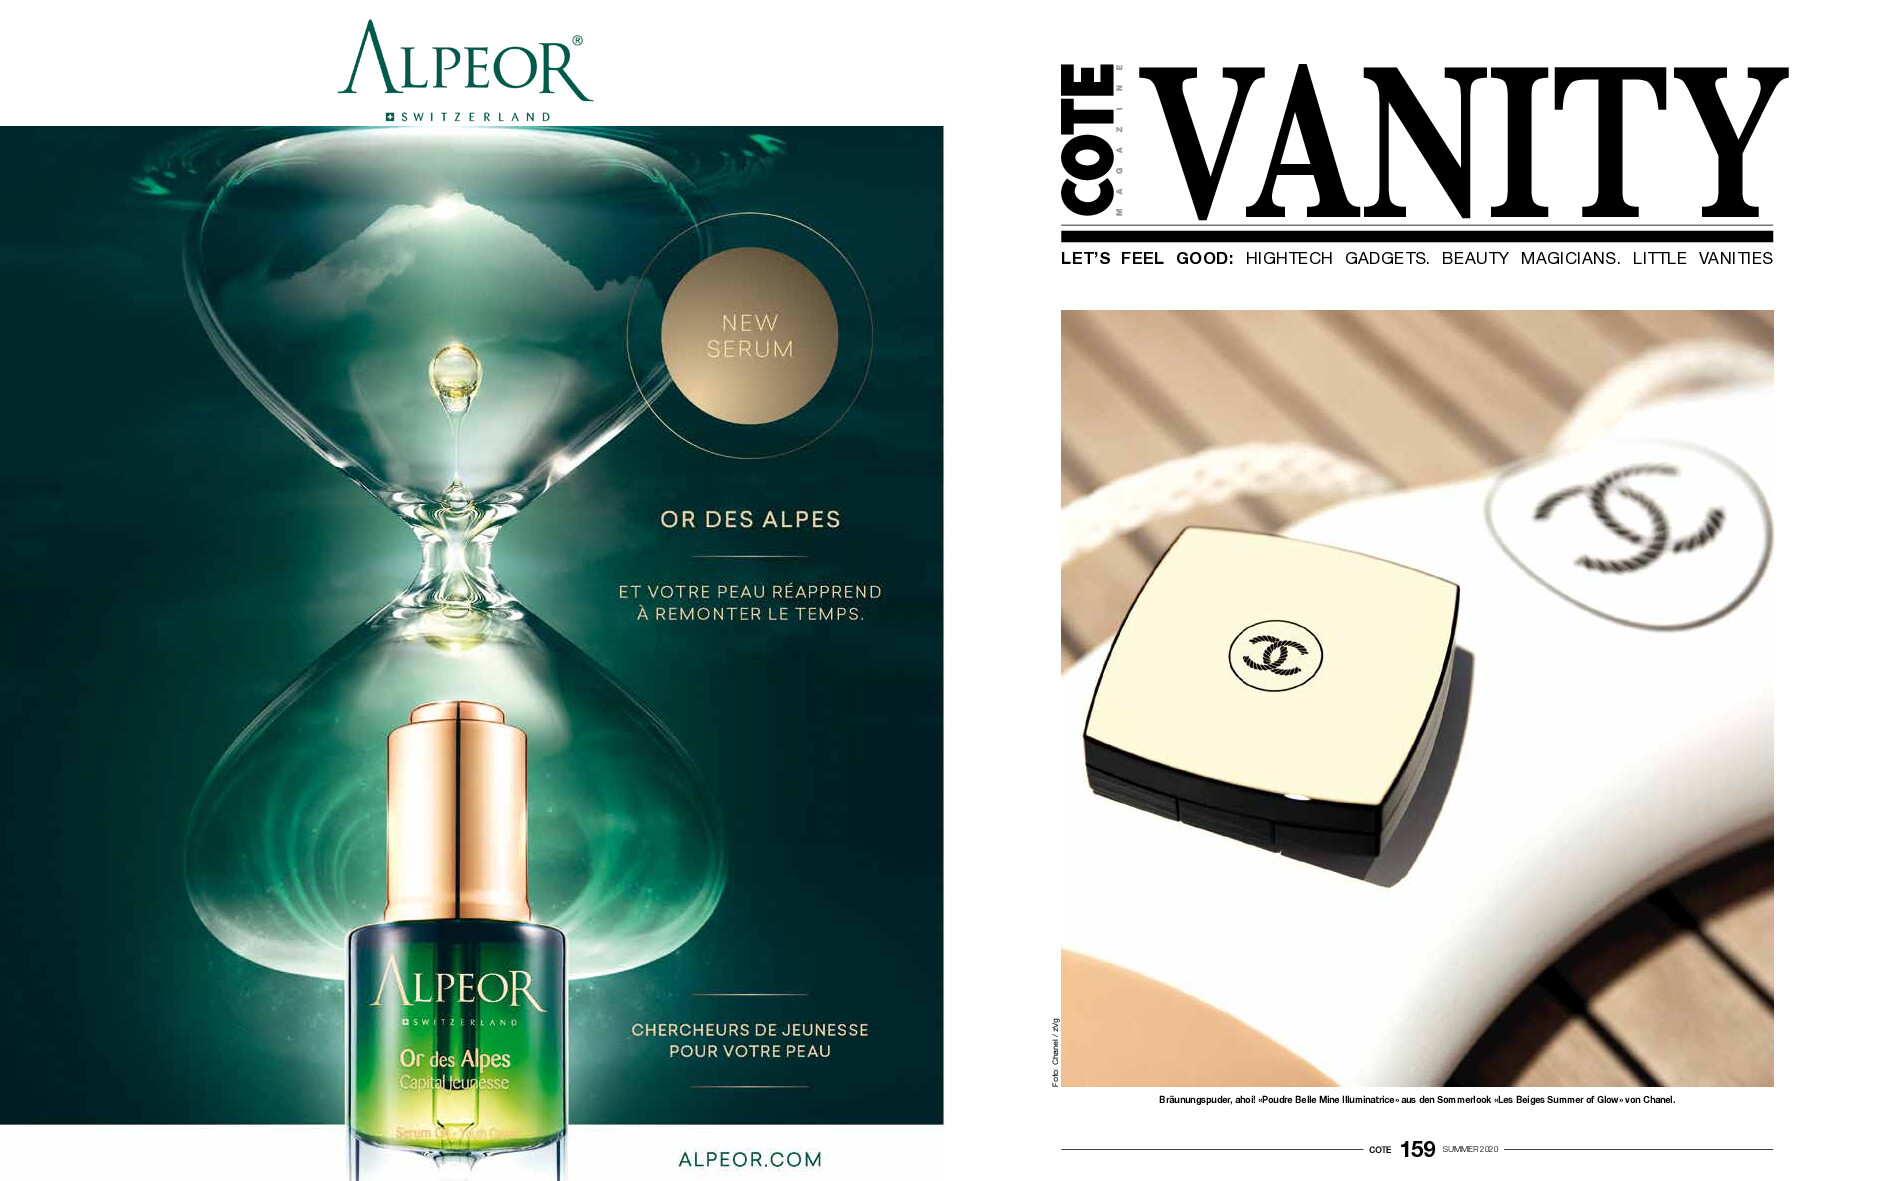 ALPEOR®
SWITZERLAND
NEW
SERUM
OR DES ALPES
ET VOTRE PEAU RÉAPPREND
À REMONTER LE TEMPS.
ALPEOR
SWITZERLAND
Or des Alpes
Capital Jeunesse
CHERCHEURS DE JEUNESSE
POUR VOTRE PEAU
ALPEOR.COM
COTE
MAGAZINE
VANITY
LET'S FEEL GOOD: HIGHTECH GADGETS. BEAUTY MAGICIANS. LITTLE VANITIES
Foto: Chanel / zVg
Bräunungspuder, ahoi! «Poudre Belle Mine Illuminatrice» aus den Sommerlook «Les Beiges Summer of Glow» von Chanel.
COTE 159 SUMMER 2020